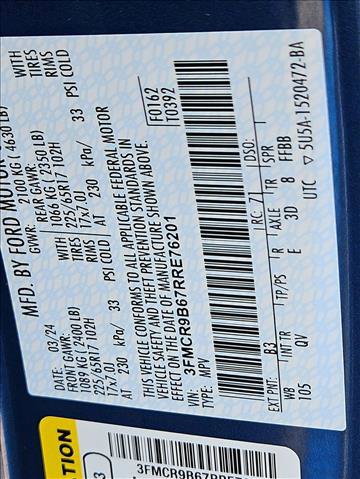 MFD. BY FORD MOTOR
DATE: 03/24
GVWR: 2100 KG ( 4630 LB)
FRONT GAWR: REAR GAWR:
1089 KG (2400 LB) 1066 KG ( 2350 LB) WITH
225/65R17 102H 225/65R17 102H TIRES
17x7.0J 17x7.0J RIMS
AT 230 kPa/ 33 PSI COLD AT 230 kPa/ 33 PSI COLD
THIS VEHICLE CONFORMS TO ALL APPLICABLE FEDERAL MOTOR
VEHICLE SAFETY AND THEFT PREVENTION STANDARDS IN
EFFECT ON THE DATE OF MANUFACTURE SHOWN ABOVE.
VIN: 3FMCR9B67RRE76201 F0162
TYPE: MPV T0392
EXT PNT: B3 RC: 71 DSO:
WB INT TR TP/PS R AXLE TR SPR
105 QV E 3D 8 FFBB
UTC 5U5A-1520472-BA